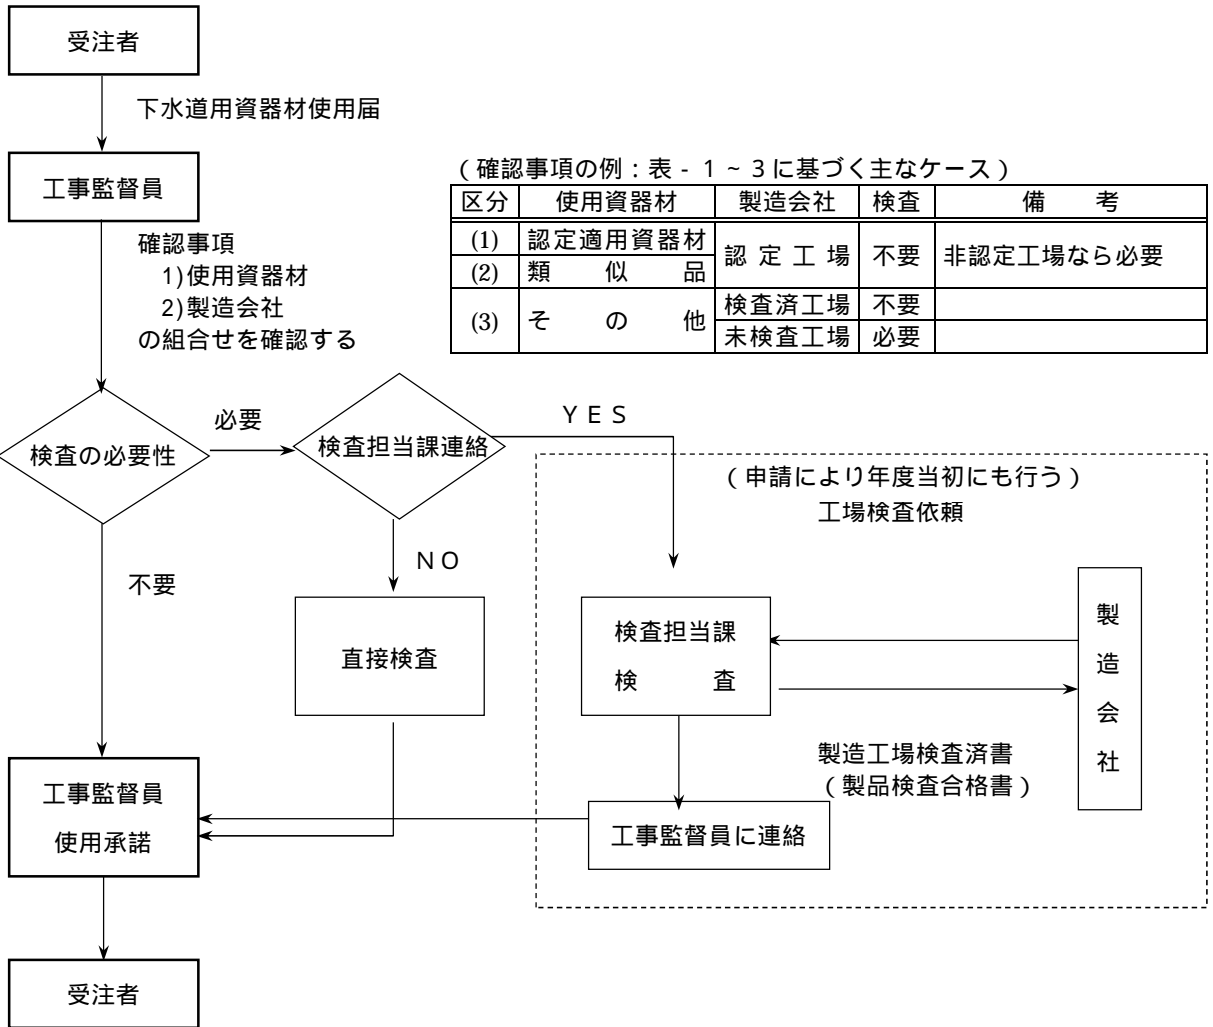 受注者
下水道用資器材使用届
工事監督員
確認事項
1)使用資器材
2)製造会社
の組合せを確認する
（確認事項の例：表-1~3に基づく主なケース）
区分 使用資器材 製造会社 検査 備 考
(1) 認定適用資器材 認定工場 不要 非認定工場なら必要
(2) 類似品
(3) その他 検査済工場 不要
未検査工場 必要
検査の必要性
必要
検査担当課連絡
ＹＥＳ
ＮＯ
不要
直接検査
（申請により年度当初にも行う）
工場検査依頼
検査担当課
検 査
製造会社
製造工場検査済書
（製品検査合格書）
工事監督員に連絡
工事監督員
使用承諾
受注者